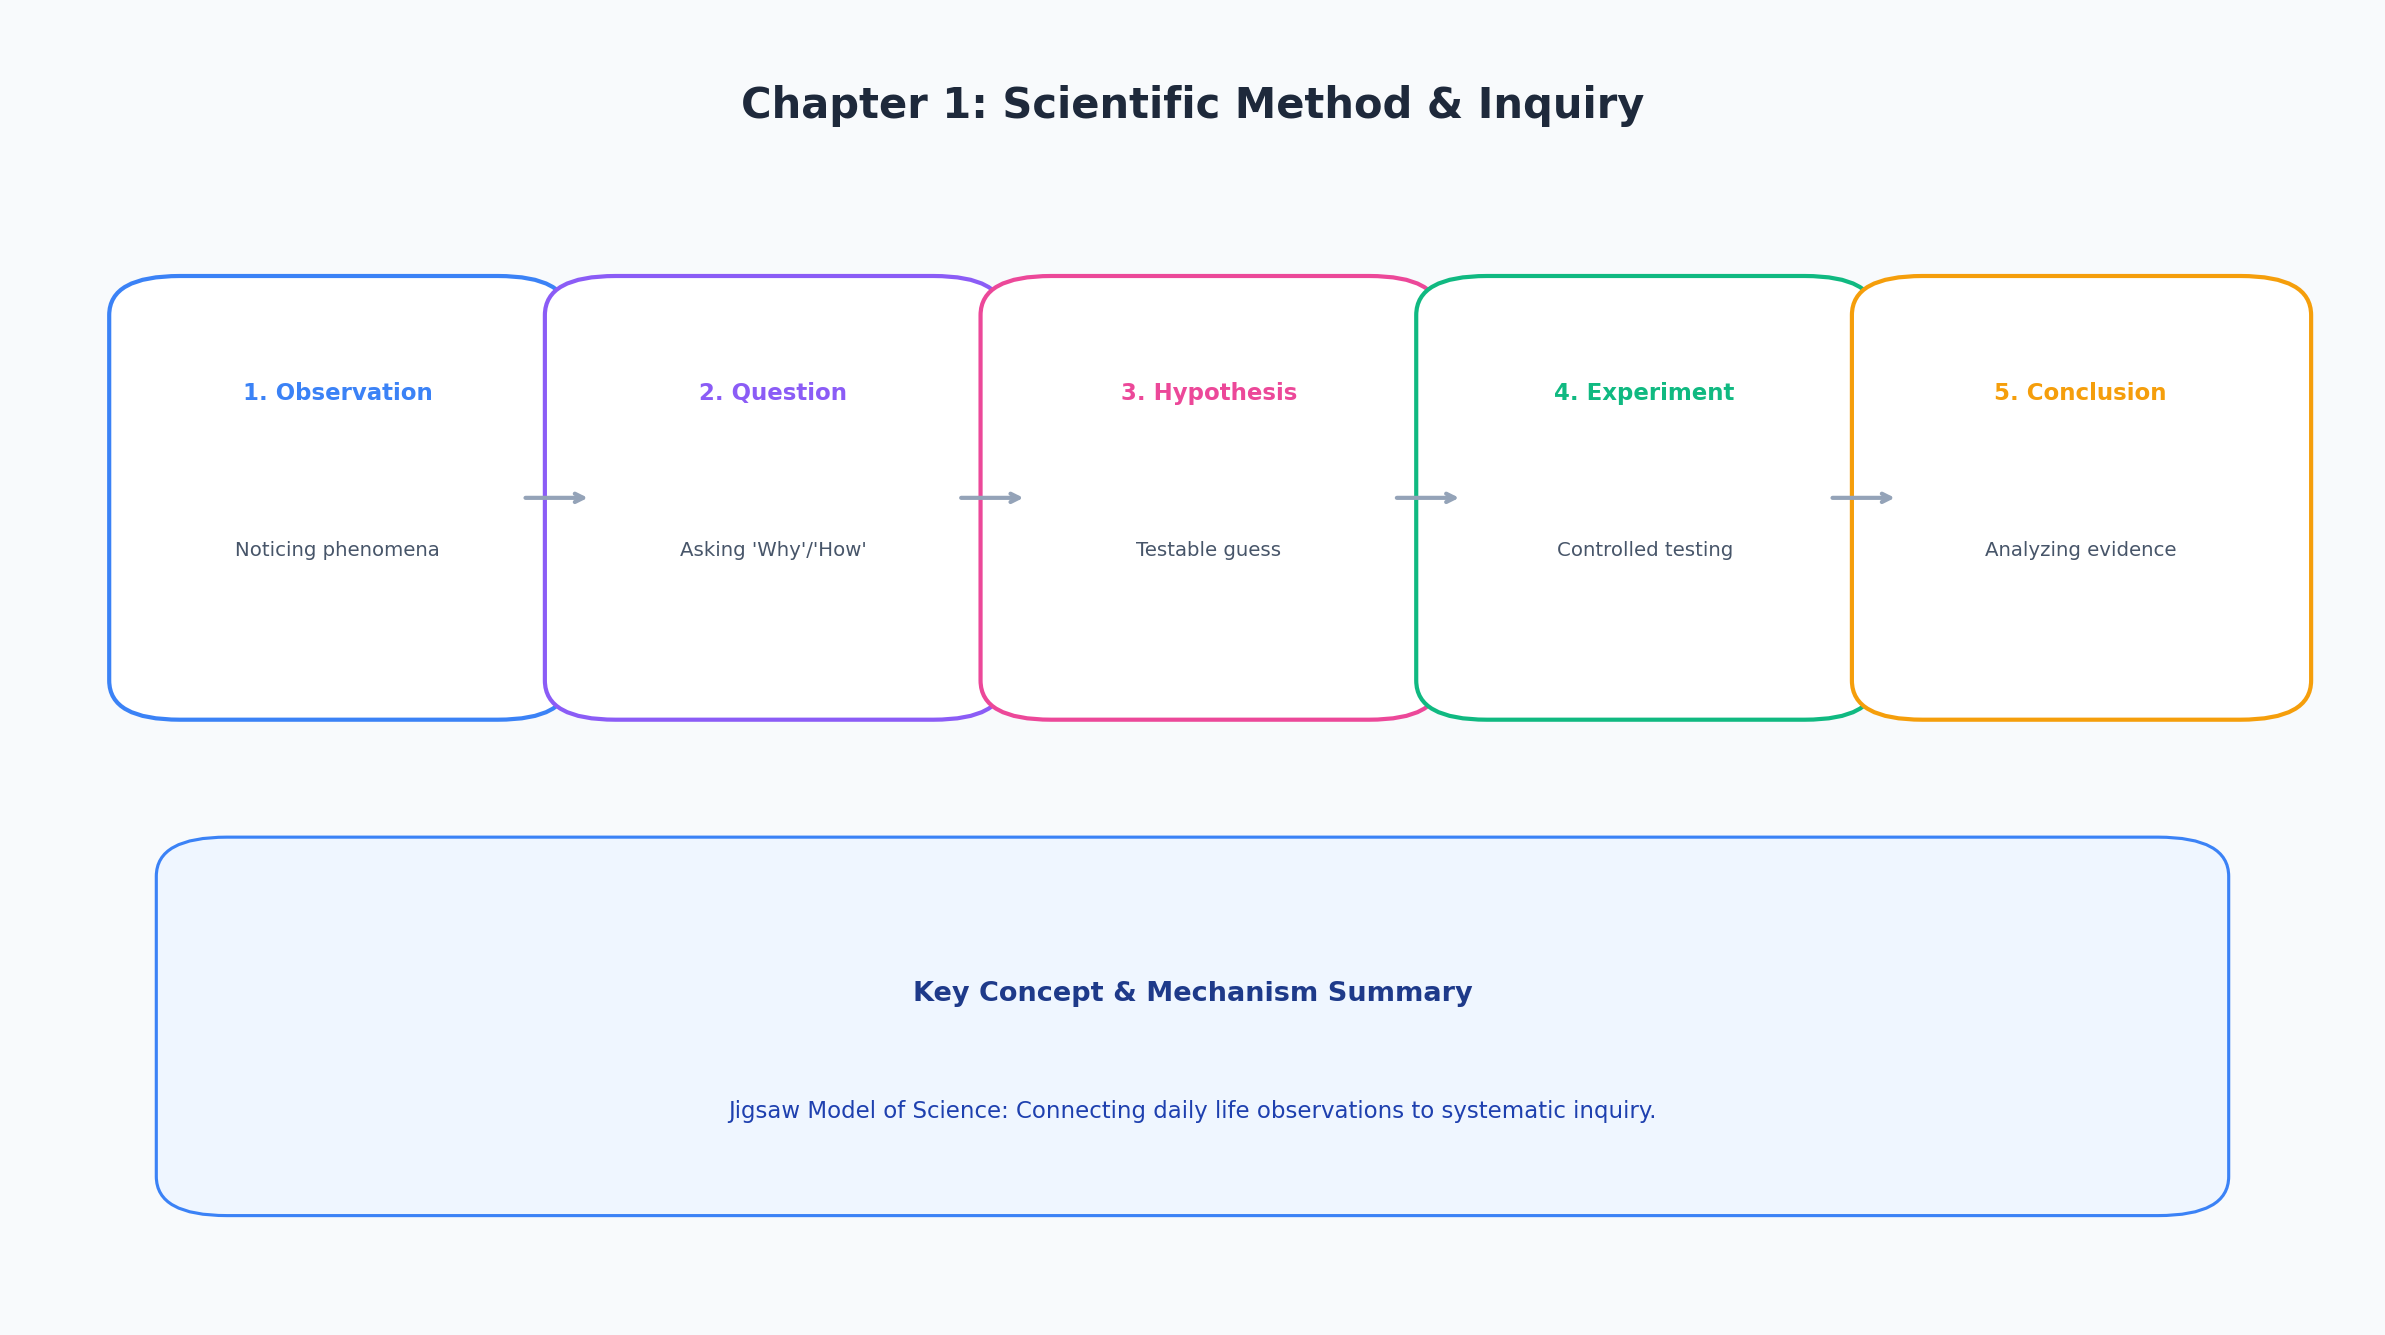 Chapter 1: Scientific Method & Inquiry
1. Observation
2. Question
3. Hypothesis
4. Experiment
5. Conclusion
Noticing phenomena
Asking 'Why'/'How'
Testable guess
Controlled testing
Analyzing evidence
Key Concept & Mechanism Summary
Jigsaw Model of Science: Connecting daily life observations to systematic inquiry.